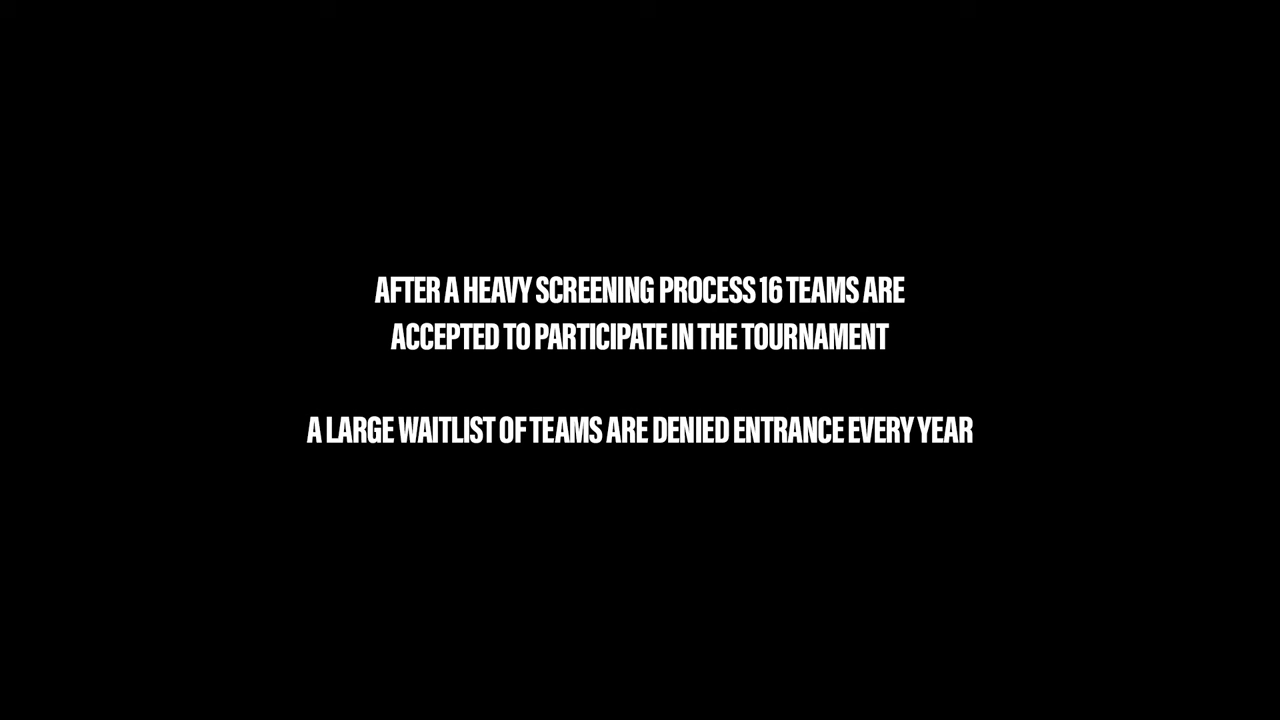 AFTER A HEAVY SCREENING PROCESS 16 TEAMS ARE
ACCEPTED TO PARTICIPATE IN THE TOURNAMENT
A LARGE WAITLIST OF TEAMS ARE DENIED ENTRANCE EVERY YEAR